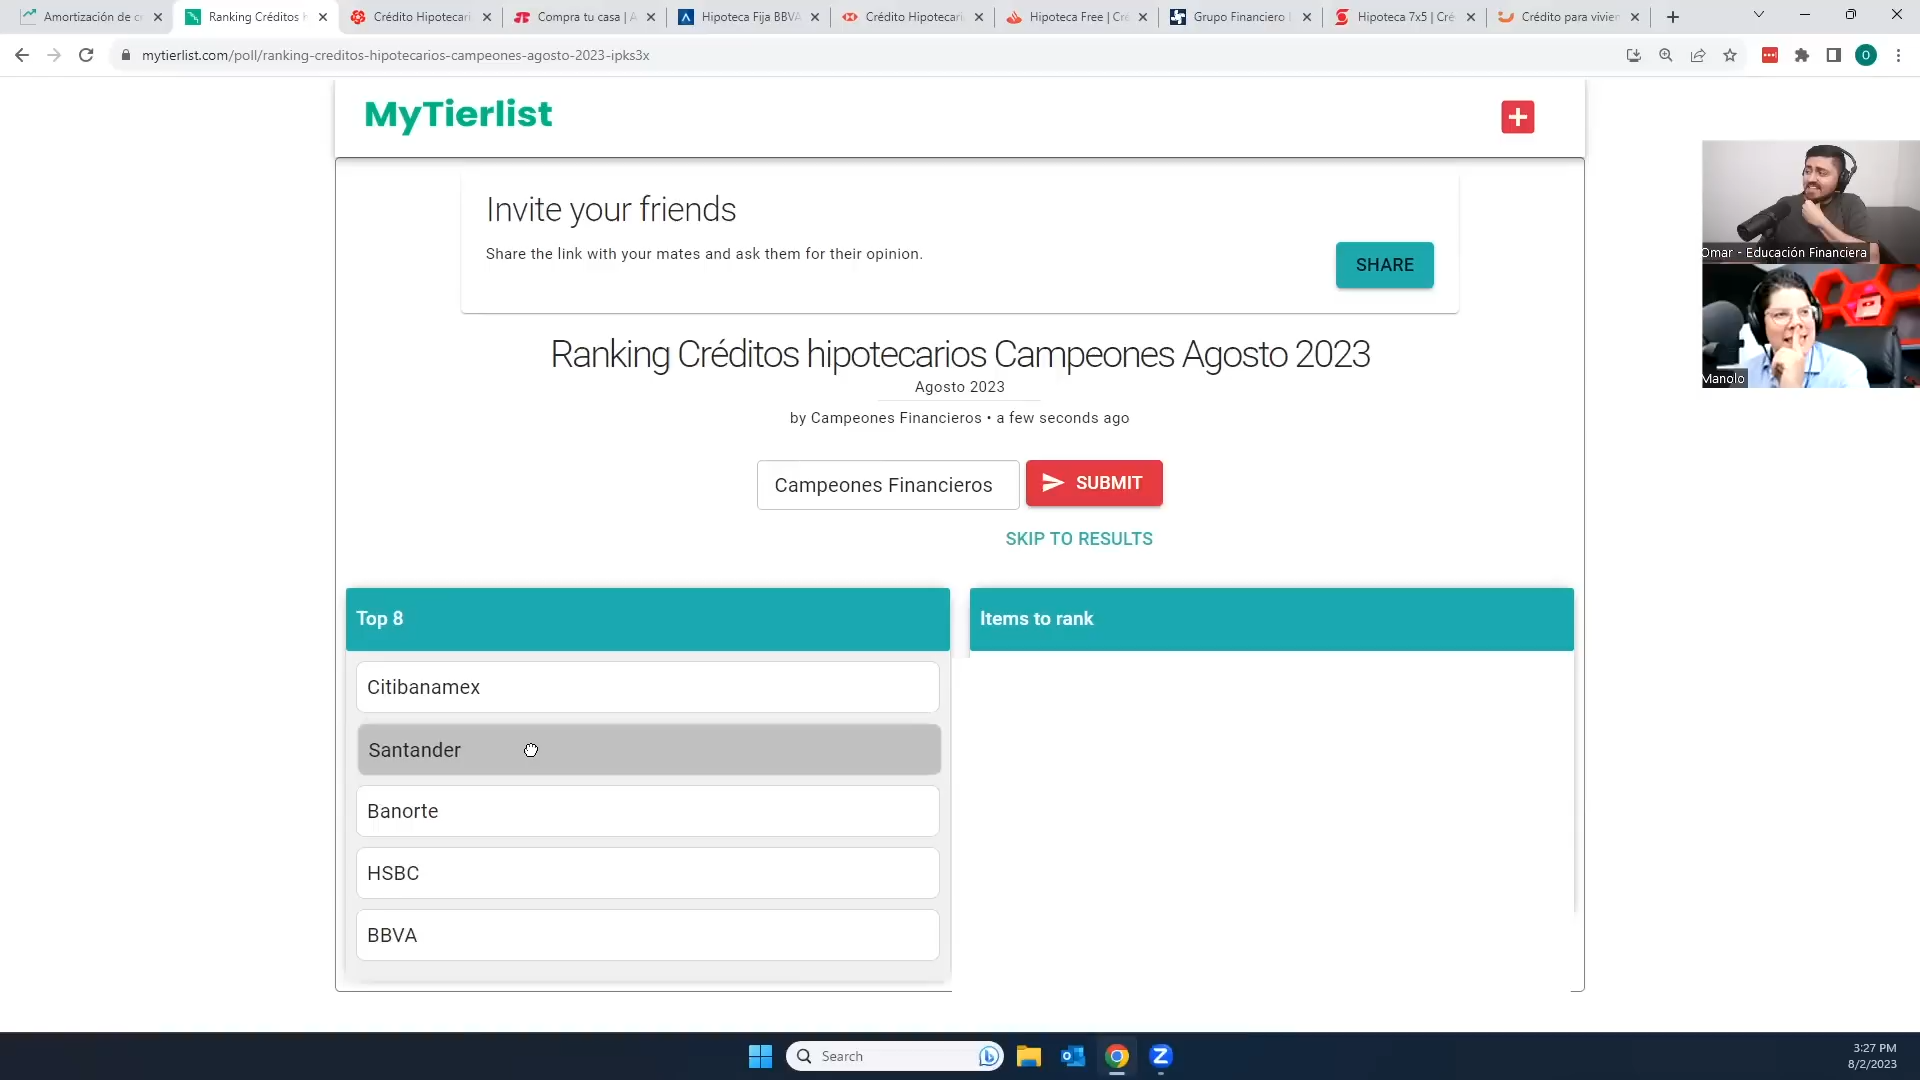 Amortización de c
Ranking Créditos h
Crédito Hipotecari
Compra tu casa | A
Hipoteca Fija BBVA
Crédito Hipotecari
Hipoteca Free | Cré
Grupo Financiero
Hipoteca 7x5 | Cré
Crédito para vivien
mytierlist.com/poll/ranking-creditos-hipotecarios-campeones-agosto-2023-ipks3x
O
MyTierlist
Invite your friends
Share the link with your mates and ask them for their opinion.
SHARE
Omar - Educación Financiera
Manolo
Ranking Créditos hipotecarios Campeones Agosto 2023
Agosto 2023
by Campeones Financieros • a few seconds ago
Campeones Financieros
SUBMIT
SKIP TO RESULTS
Top 8
Items to rank
Citibanamex
Santander
Banorte
HSBC
BBVA
Search
3:27 PM
8/2/2023